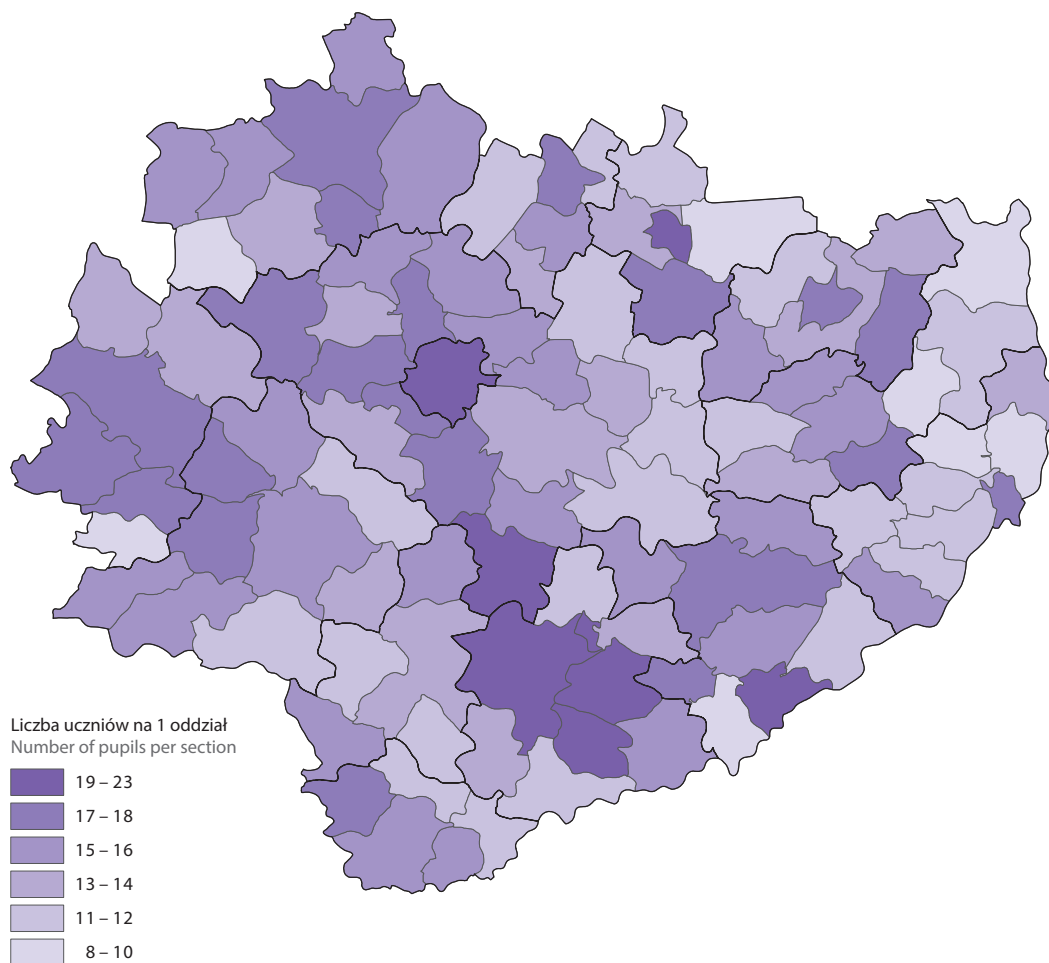 Liczba uczniów na 1 oddział
Number of pupils per section
19 – 23
17 – 18
15 – 16
13 – 14
11 – 12
8 – 10